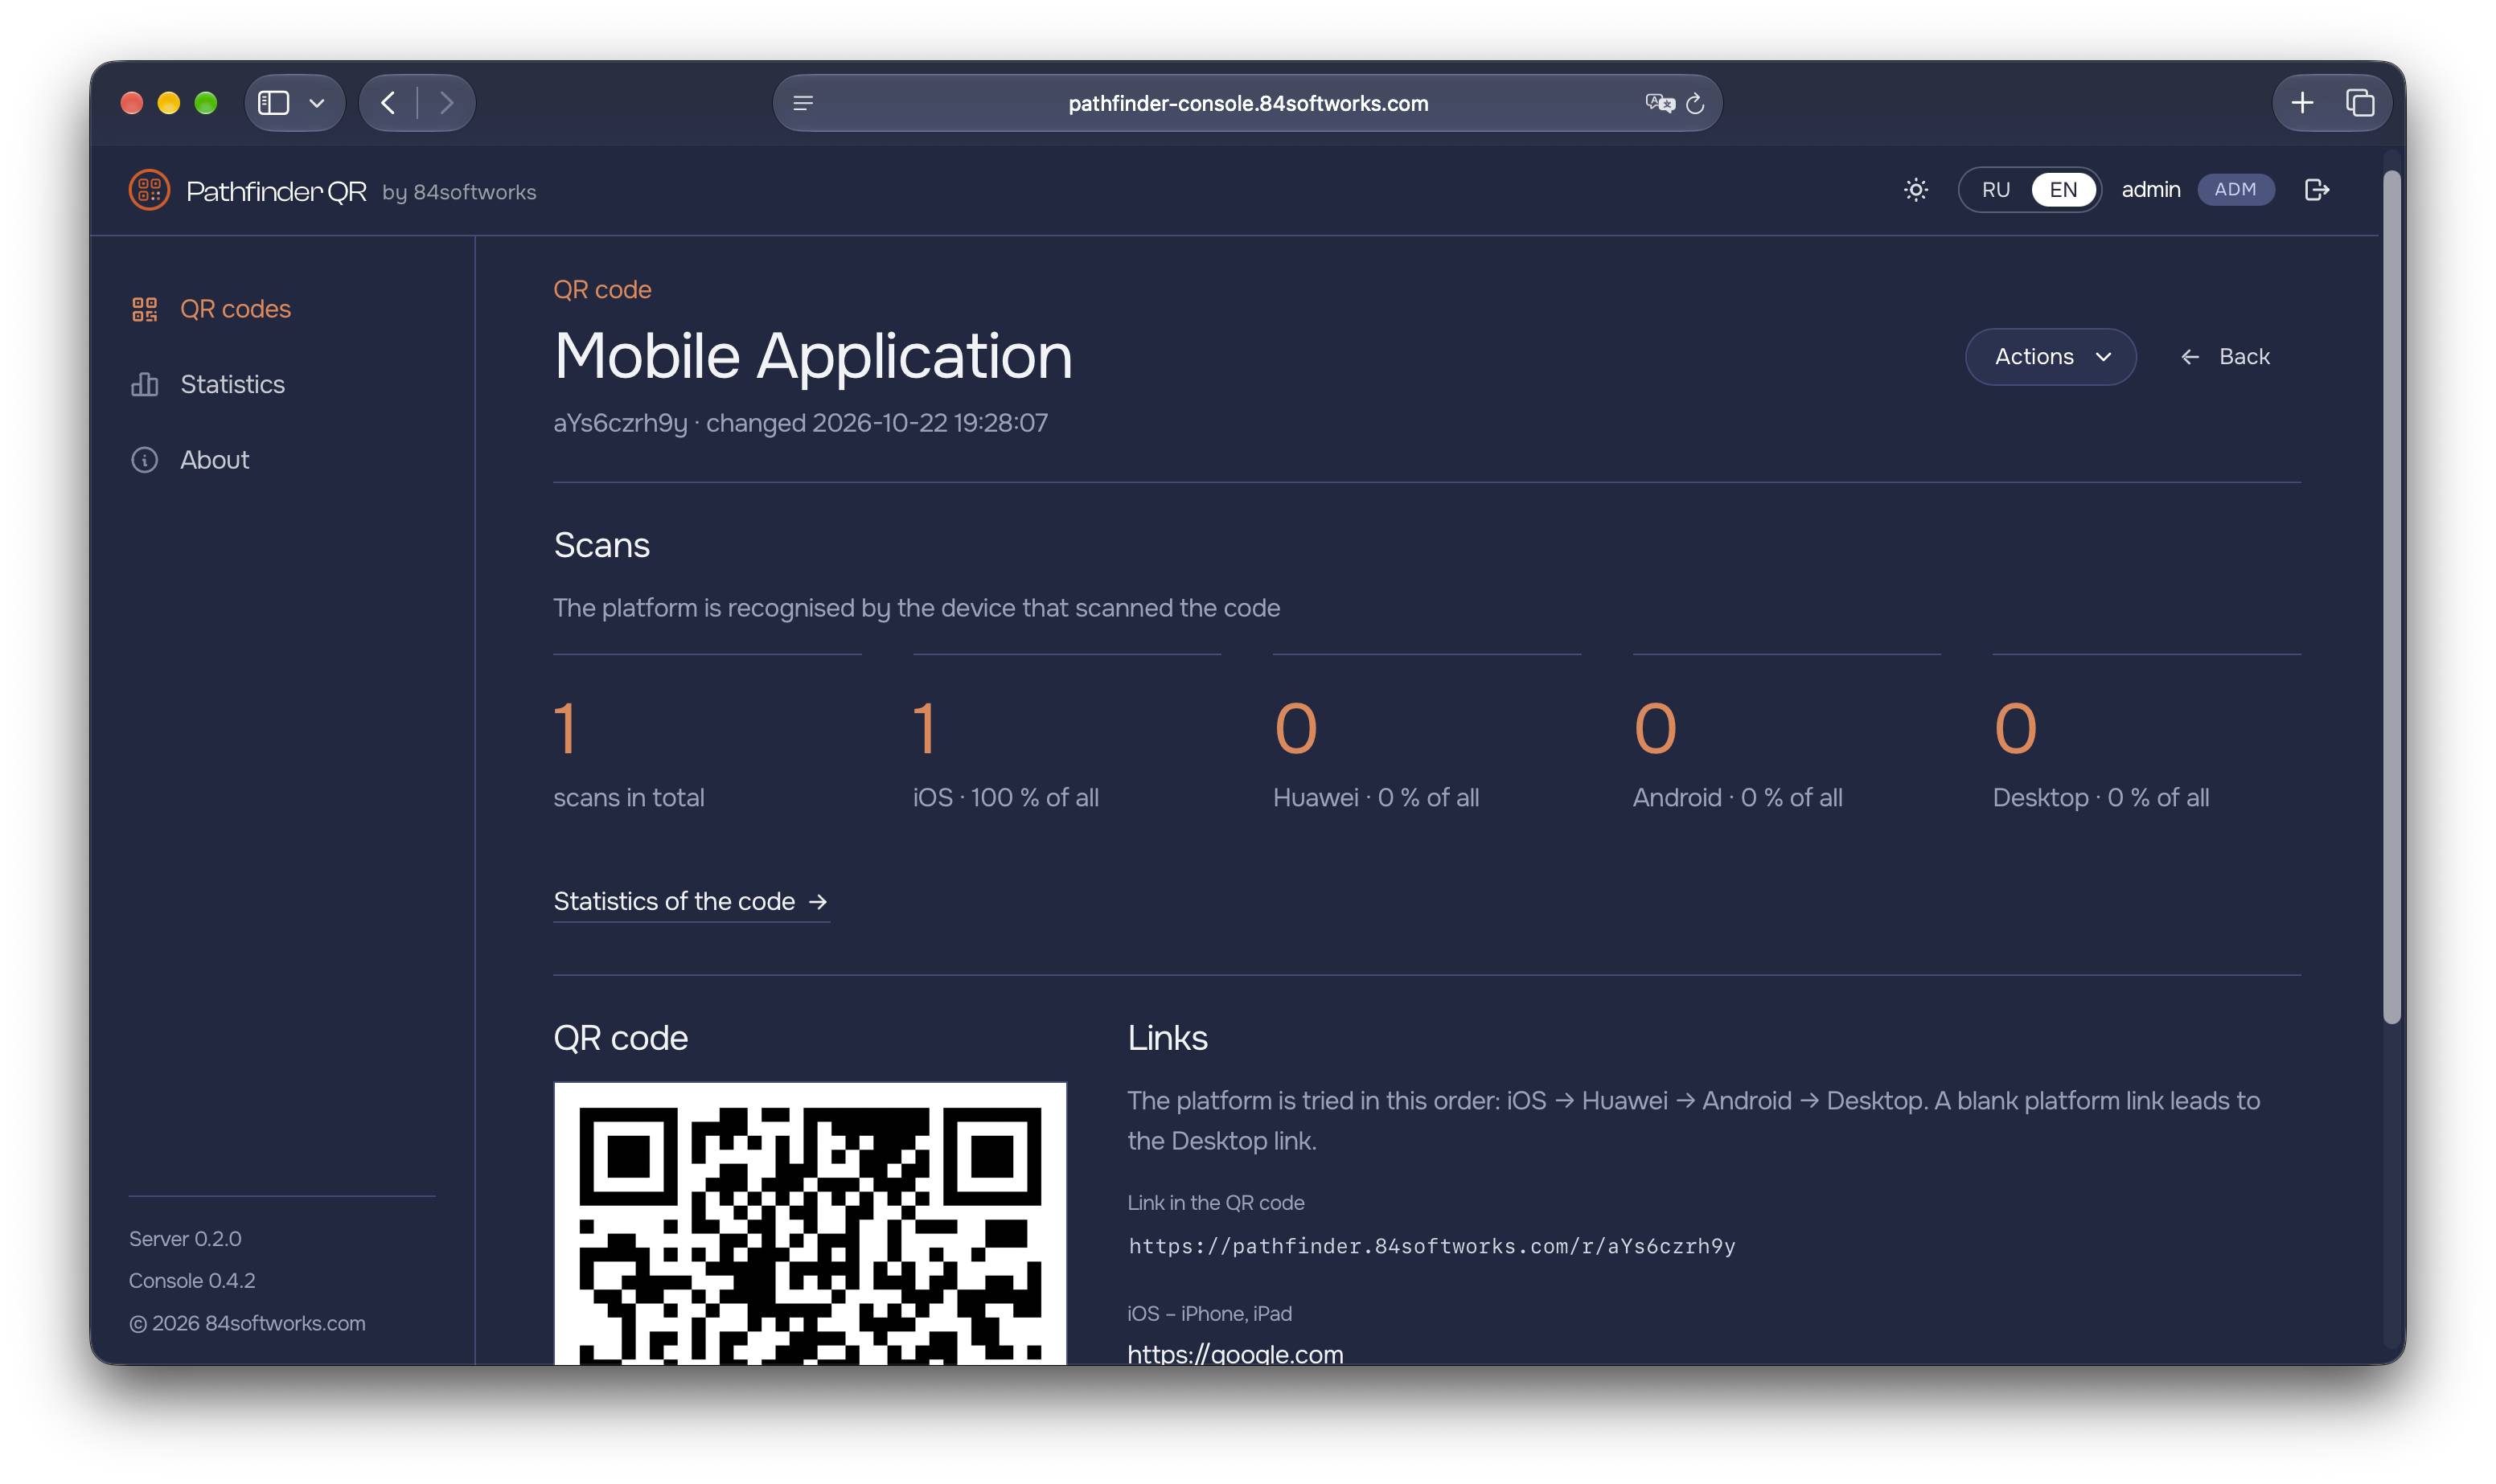 pathfinder-console.84softworks.com
Pathfinder QR by 84softworks
RU EN admin ADM
QR codes
Statistics
About
QR code
Mobile Application
Actions
Back
aYs6czrh9y · changed 2026-10-22 19:28:07
Scans
The platform is recognised by the device that scanned the code
1
scans in total
1
iOS · 100 % of all
0
Huawei · 0 % of all
0
Android · 0 % of all
0
Desktop · 0 % of all
Statistics of the code →
QR code
Links
The platform is tried in this order: iOS → Huawei → Android → Desktop. A blank platform link leads to
the Desktop link.
Link in the QR code
https://pathfinder.84softworks.com/r/aYs6czrh9y
iOS – iPhone, iPad
https://google.com
Server 0.2.0
Console 0.4.2
© 2026 84softworks.com